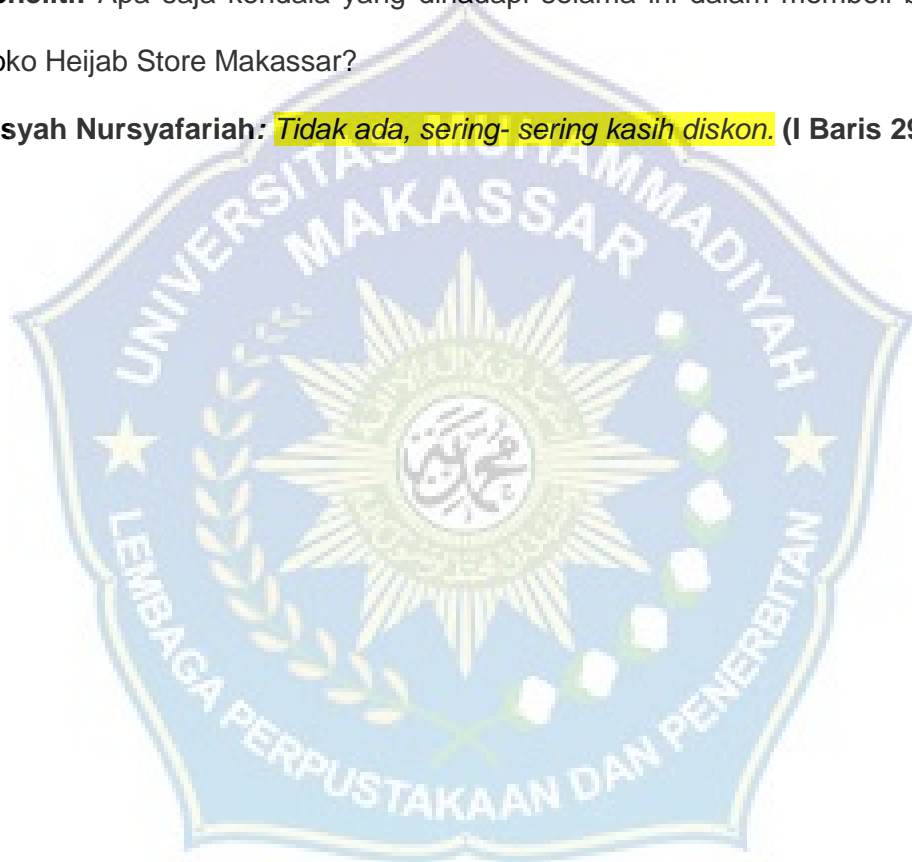 Apa saja kendala yang dihadapi selama ini dalam membeli b
oko Heijab Store Makassar?
syah Nursyafariah: Tidak ada, sering- sering kasih diskon. (I Baris 29
UNIVERSITAS MUHAMMADIYAH
MAKASSAR
LEMBAGA PERPUSTAKAAN DAN PENERBITAN